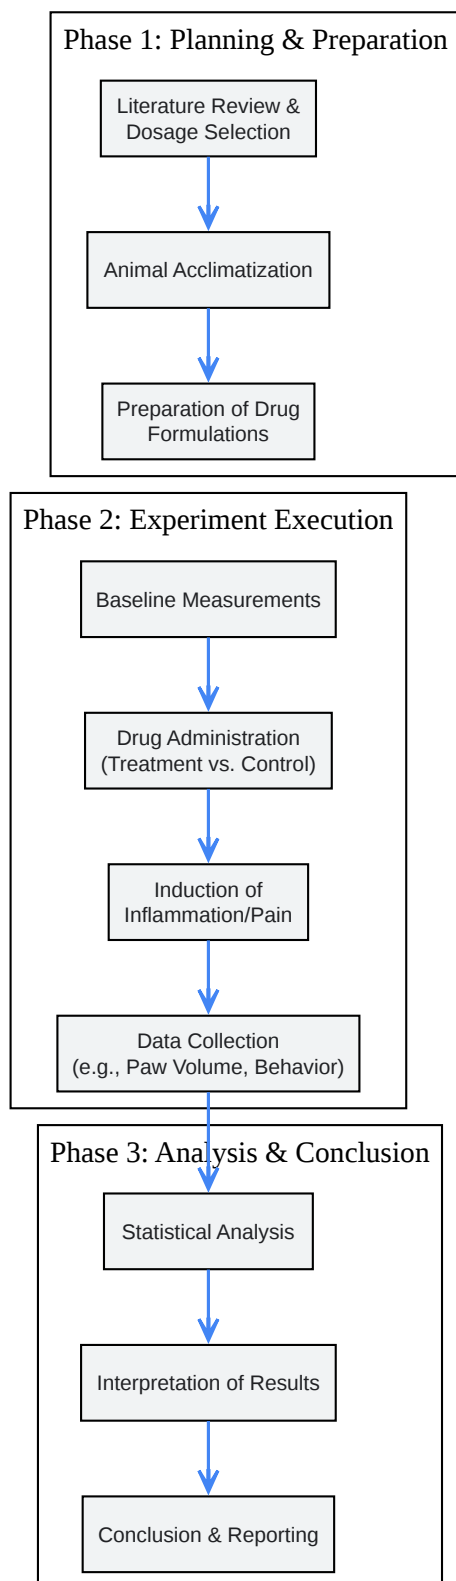 Phase 1: Planning & Preparation
Literature Review &
Dosage Selection
Animal Acclimatization
Preparation of Drug
Formulations
Phase 2: Experiment Execution
Baseline Measurements
Drug Administration
(Treatment vs. Control)
Induction of
Inflammation/Pain
Data Collection
(e.g., Paw Volume, Behavior)
Phase 3: Analysis & Conclusion
Statistical Analysis
Interpretation of Results
Conclusion & Reporting